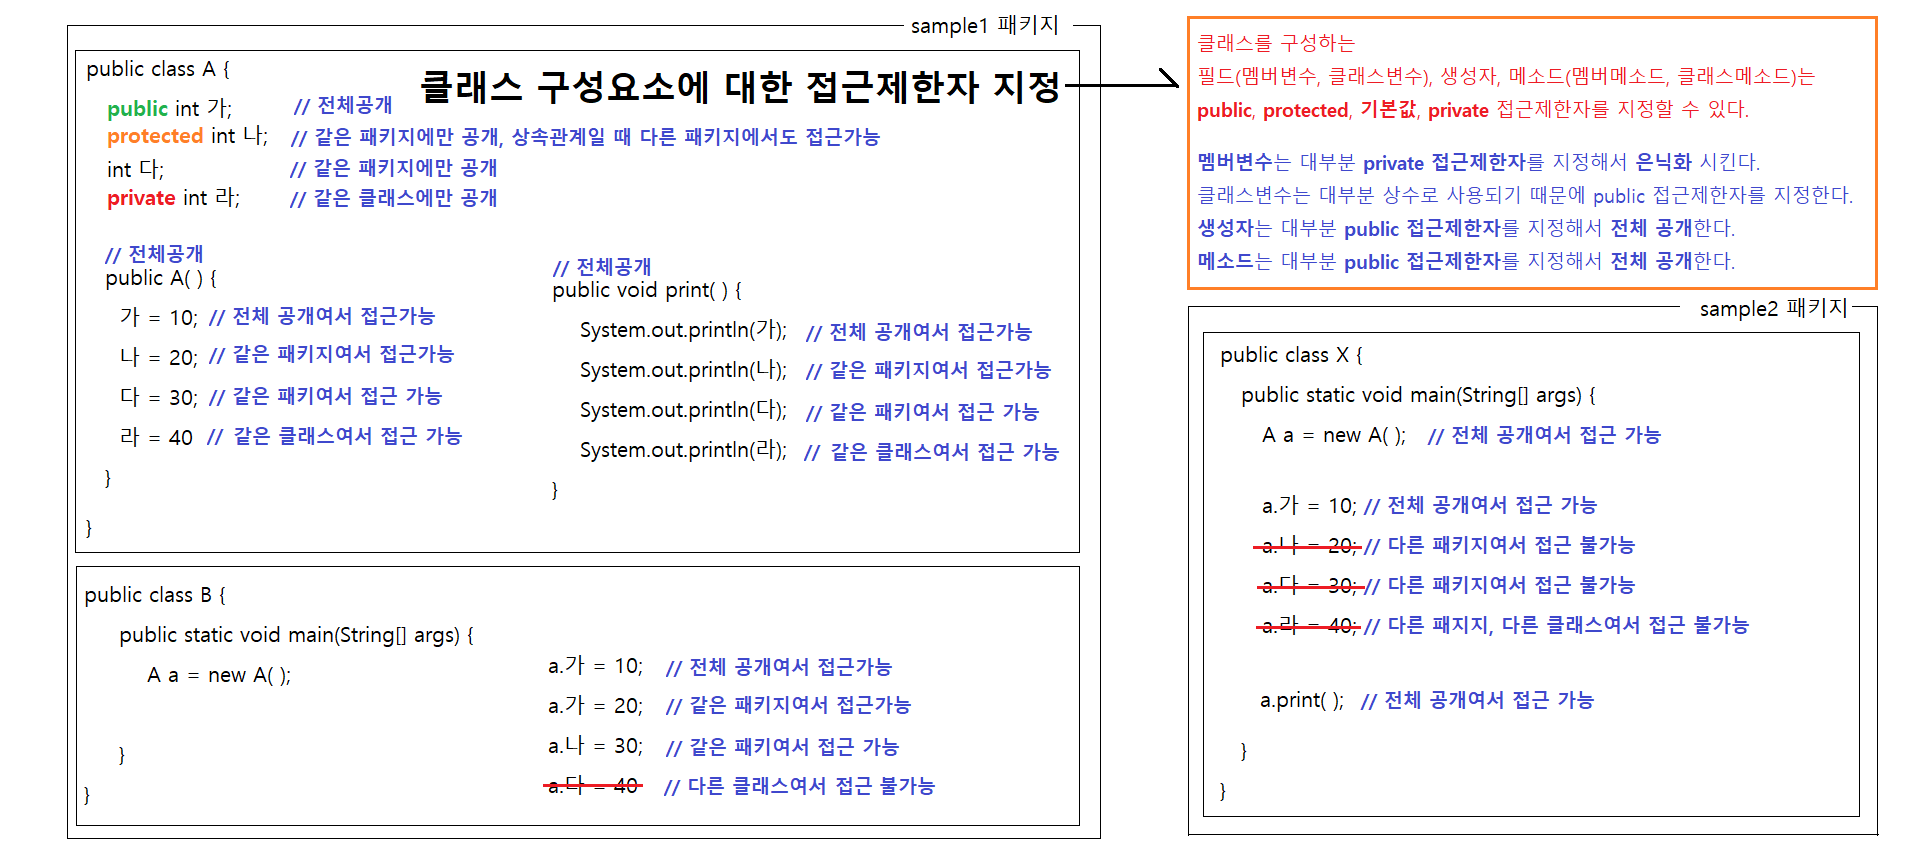 sample1 패키지
public class A {
클래스 구성요소에 대한 접근제한자 지정
public int 가; // 전체공개
protected int 나; // 같은 패키지에만 공개, 상속관계일 때 다른 패키지에서도 접근가능
int 다; // 같은 패키지에만 공개
private int 라; // 같은 클래스에만 공개
// 전체공개
public A( ) {
가 = 10; // 전체 공개여서 접근가능
나 = 20; // 같은 패키지여서 접근가능
다 = 30; // 같은 패키여서 접근 가능
라 = 40 // 같은 클래스여서 접근 가능
}
// 전체공개
public void print( ) {
System.out.println(가); // 전체 공개여서 접근가능
System.out.println(나); // 같은 패키지여서 접근가능
System.out.println(다); // 같은 패키여서 접근 가능
System.out.println(라); // 같은 클래스여서 접근 가능
}
}
public class B {
public static void main(String[] args) {
A a = new A( );
a.가 = 10; // 전체 공개여서 접근가능
a.가 = 20; // 같은 패키지여서 접근가능
a.나 = 30; // 같은 패키여서 접근 가능
a.다 = 40 // 다른 클래스여서 접근 불가능
}
}
클래스를 구성하는
필드(멤버변수, 클래스변수), 생성자, 메소드(멤버메소드, 클래스메소드)는
public, protected, 기본값, private 접근제한자를 지정할 수 있다.
멤버변수는 대부분 private 접근제한자를 지정해서 은닉화 시킨다.
클래스변수는 대부분 상수로 사용되기 때문에 public 접근제한자를 지정한다.
생성자는 대부분 public 접근제한자를 지정해서 전체 공개한다.
메소드는 대부분 public 접근제한자를 지정해서 전체 공개한다.
sample2 패키지
public class X {
public static void main(String[] args) {
A a = new A( ); // 전체 공개여서 접근 가능
a.가 = 10; // 전체 공개여서 접근 가능
a.나 = 20; // 다른 패키지여서 접근 불가능
a.다 = 30; // 다른 패키지여서 접근 불가능
a.라 = 40; // 다른 패지지, 다른 클래스여서 접근 불가능
a.print( ); // 전체 공개여서 접근 가능
}
}